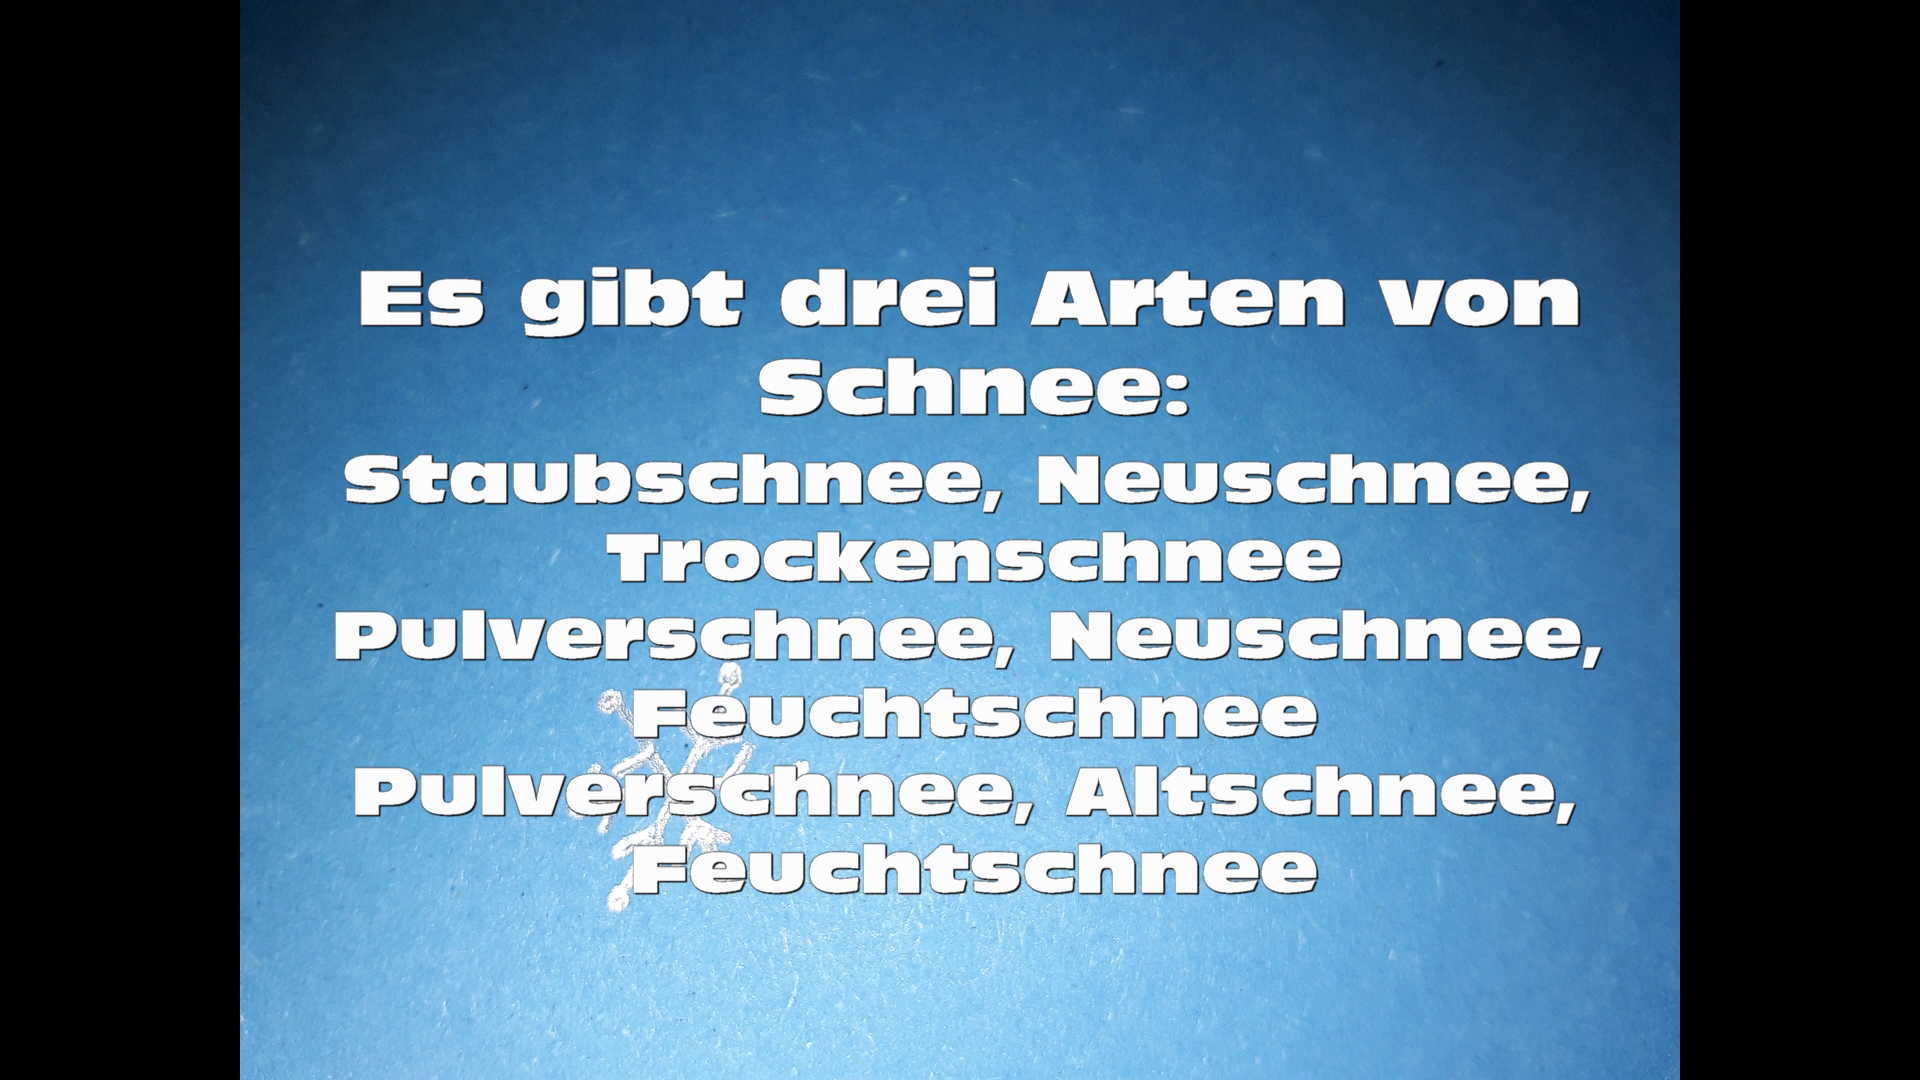 Es gibt drei Arten von
Schnee:
Staubschnee, Neuschnee,
Trockenschnee
Pulverschnee, Neuschnee,
Feuchtschnee
Pulverschnee, Altschnee,
Feuchtschnee